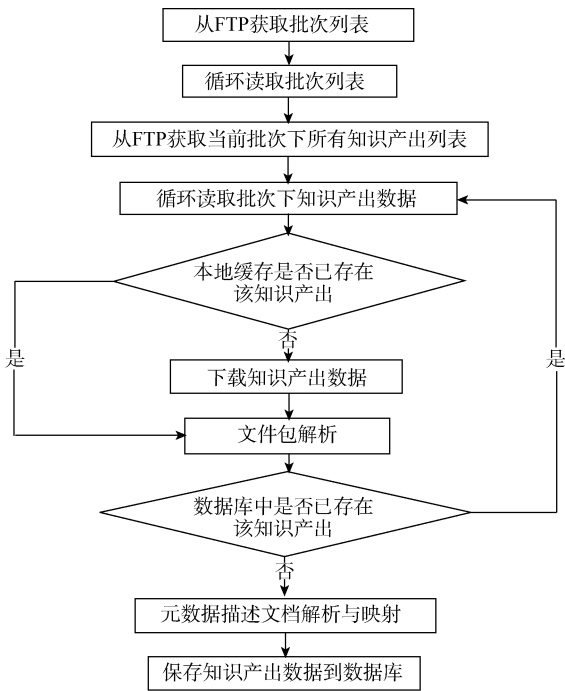 从FTP获取批次列表
循环读取批次列表
从FTP获取当前批次下所有知识产出列表
循环读取批次下知识产出数据
本地缓存是否已存在
该知识产出
否
是
是
下载知识产出数据
文件包解析
数据库中是否已存在
该知识产出
否
元数据描述文档解析与映射
保存知识产出数据到数据库